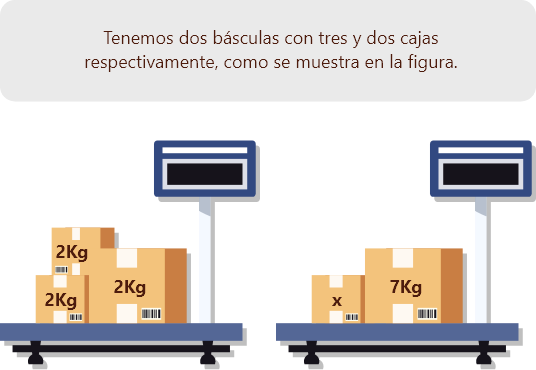 Tenemos dos básculas con tres y dos cajas
respectivamente, como se muestra en la figura.
2Kg
2Kg
2Kg
x
7Kg